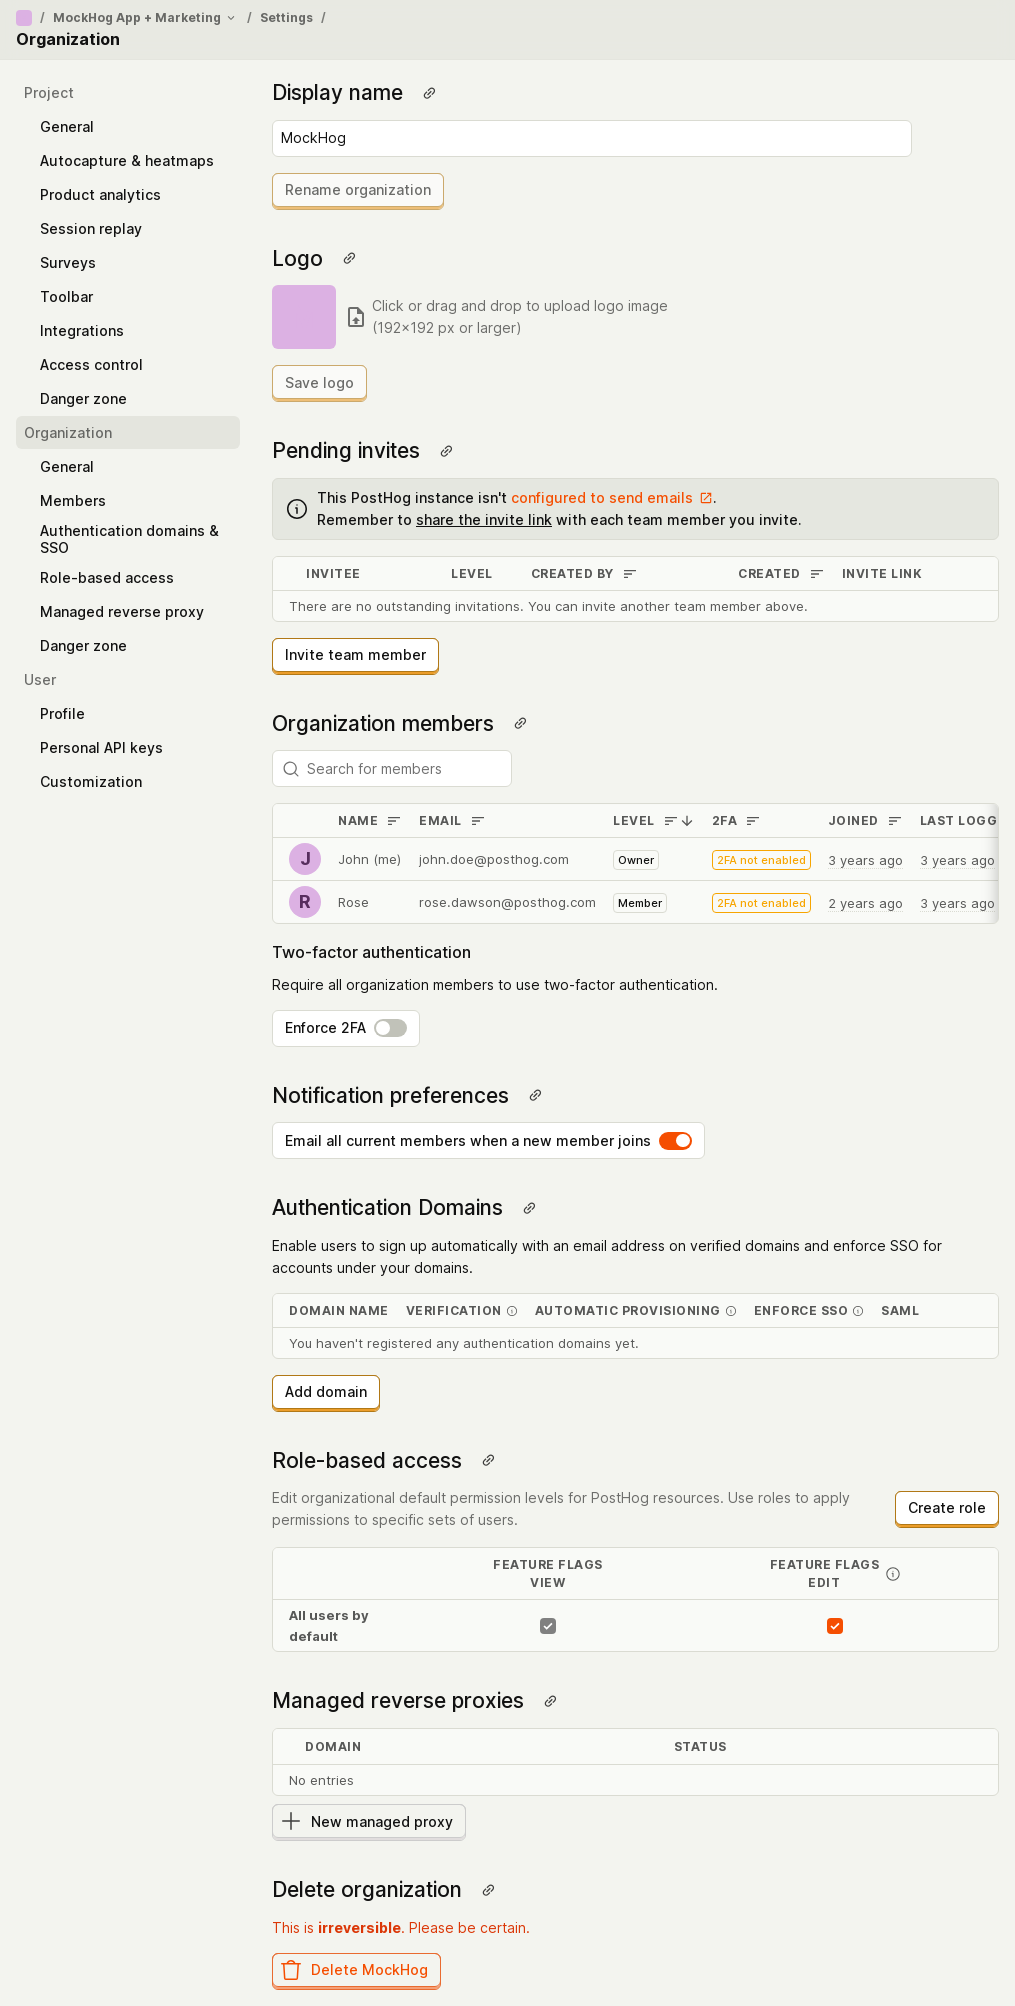 / MockHog App + Marketing / Settings /
Organization
Project
General
Autocapture & heatmaps
Product analytics
Session replay
Surveys
Toolbar
Integrations
Access control
Danger zone
Organization
General
Members
Authentication domains &
SSO
Role-based access
Managed reverse proxy
Danger zone
User
Profile
Personal API keys
Customization
Display name
MockHog
Rename organization
Logo
Click or drag and drop to upload logo image
(192×192 px or larger)
Save logo
Pending invites
This PostHog instance isn't configured to send emails .
Remember to share the invite link with each team member you invite.
INVITEE LEVEL CREATED BY CREATED INVITE LINK
There are no outstanding invitations. You can invite another team member above.
Invite team member
Organization members
Search for members
NAME EMAIL LEVEL 2FA JOINED LAST LOGG
J John (me) john.doe@posthog.com Owner 2FA not enabled 3 years ago 3 years ago
R Rose rose.dawson@posthog.com Member 2FA not enabled 2 years ago 3 years ago
Two-factor authentication
Require all organization members to use two-factor authentication.
Enforce 2FA
Notification preferences
Email all current members when a new member joins
Authentication Domains
Enable users to sign up automatically with an email address on verified domains and enforce SSO for
accounts under your domains.
DOMAIN NAME VERIFICATION AUTOMATIC PROVISIONING ENFORCE SSO SAML
You haven't registered any authentication domains yet.
Add domain
Role-based access
Edit organizational default permission levels for PostHog resources. Use roles to apply
permissions to specific sets of users.
Create role
FEATURE FLAGS
VIEW
FEATURE FLAGS
EDIT
All users by
default
Managed reverse proxies
DOMAIN STATUS
No entries
New managed proxy
Delete organization
This is irreversible. Please be certain.
Delete MockHog